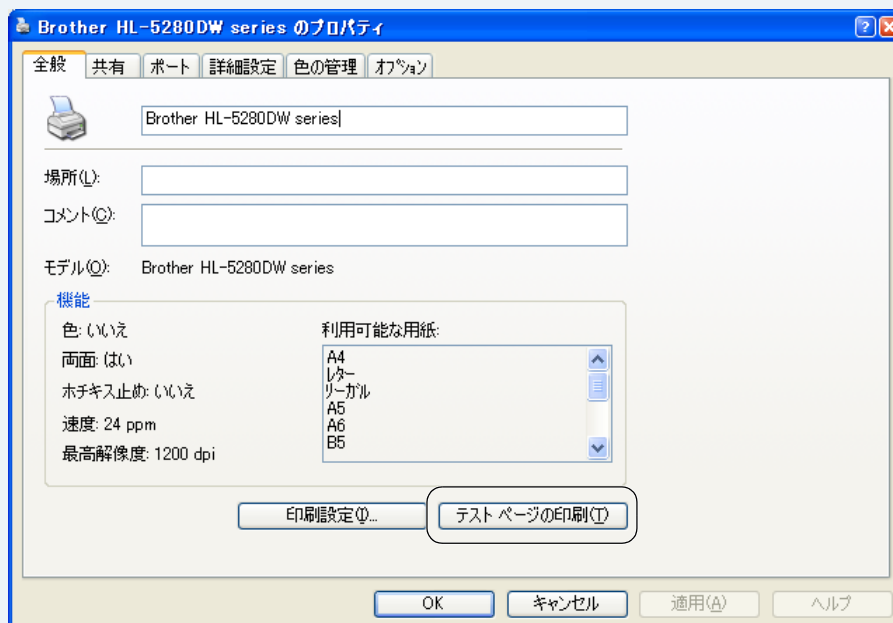 Brother HL-5280DW series のプロパティ
全般 共有 ポート 詳細設定 色の管理 オプション
Brother HL-5280DW series
場所(L):
コメント(C):
モデル(O): Brother HL-5280DW series
機能
色: いいえ
両面: はい
ホチキス止め: いいえ
速度: 24 ppm
最高解像度: 1200 dpi
利用可能な用紙:
A4
レター
リーガル
A5
A6
B5
印刷設定(I)... テスト ページの印刷(T)
OK キャンセル 適用(A) ヘルプ